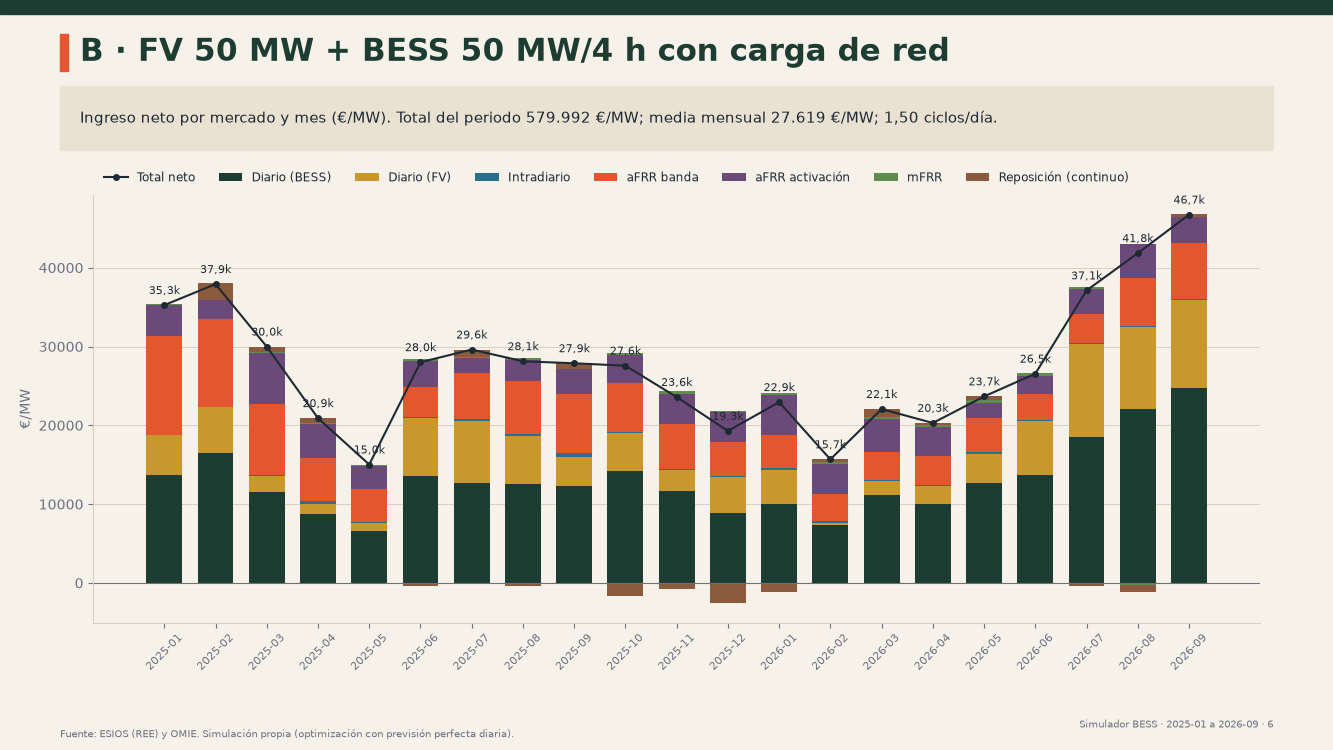 B · FV 50 MW + BESS 50 MW/4 h con carga de red
Ingreso neto por mercado y mes (€/MW). Total del periodo 579.992 €/MW; media mensual 27.619 €/MW; 1,50 ciclos/día.
Total neto Diario (BESS) Diario (FV) Intradiario aFRR banda aFRR activación mFRR Reposición (continuo)
€/MW
40000
30000
20000
10000
0
35,3k
37,9k
30,0k
20,9k
15,0k
28,0k
29,6k
28,1k
27,9k
27,6k
23,6k
19,3k
22,9k
15,7k
22,1k
20,3k
23,7k
26,5k
37,1k
41,8k
46,7k
2025-01
2025-02
2025-03
2025-04
2025-05
2025-06
2025-07
2025-08
2025-09
2025-10
2025-11
2025-12
2026-01
2026-02
2026-03
2026-04
2026-05
2026-06
2026-07
2026-08
2026-09
Simulador BESS · 2025-01 a 2026-09 · 6
Fuente: ESIOS (REE) y OMIE. Simulación propia (optimización con previsión perfecta diaria).